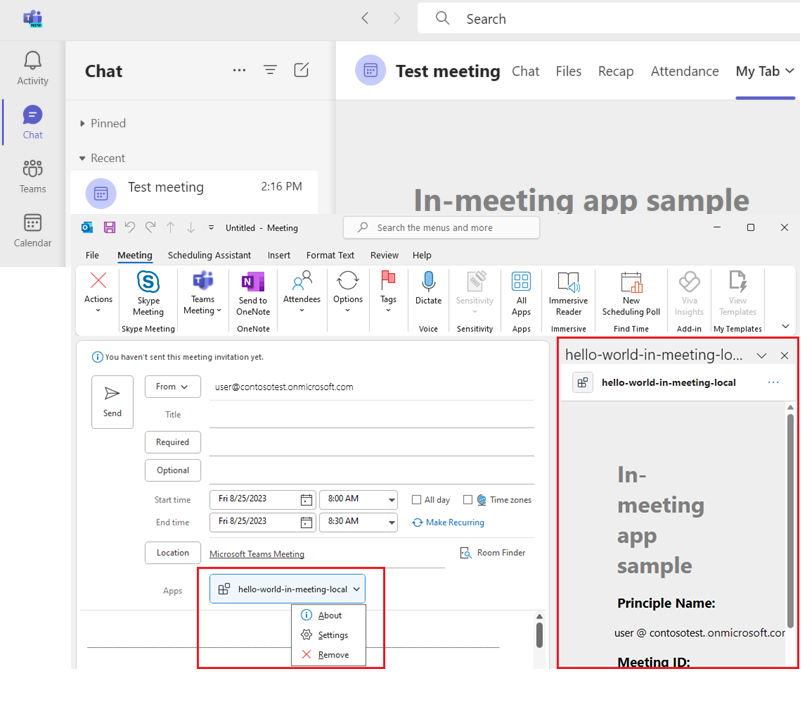 NEW
Search
Activity
Chat
Teams
Calendar
Chat
Pinned
Recent
Test meeting 2:16 PM
Test meeting Chat Files Recap Attendance My Tab
In-meeting app sample
Untitled - Meeting
Search the menus and more
File Meeting Scheduling Assistant Insert Format Text Review Help
Actions
Skype
Meeting
Skype Meeting
Teams
Meeting
Send to
OneNote
OneNote
Attendees
Options
Tags
Dictate
Voice
Sensitivity
Sensitivity
All
Apps
Apps
Immersive
Reader
Immersive
New
Scheduling Poll
Find Time
Viva
Insights
Add-in
View
Templates
My Templates
You haven't sent this meeting invitation yet.
Send
From user@contosotest.onmicrosoft.com
Title
Required
Optional
Start time Fri 8/25/2023 8:00 AM All day Time zones
End time Fri 8/25/2023 8:30 AM Make Recurring
Location Microsoft Teams Meeting Room Finder
Apps hello-world-in-meeting-local
About
Settings
Remove
hello-world-in-meeting-lo...
hello-world-in-meeting-local
In-
meeting
app
sample
Principle Name:
user @ contosotest. onmicrosoft.cor
Meeting ID: